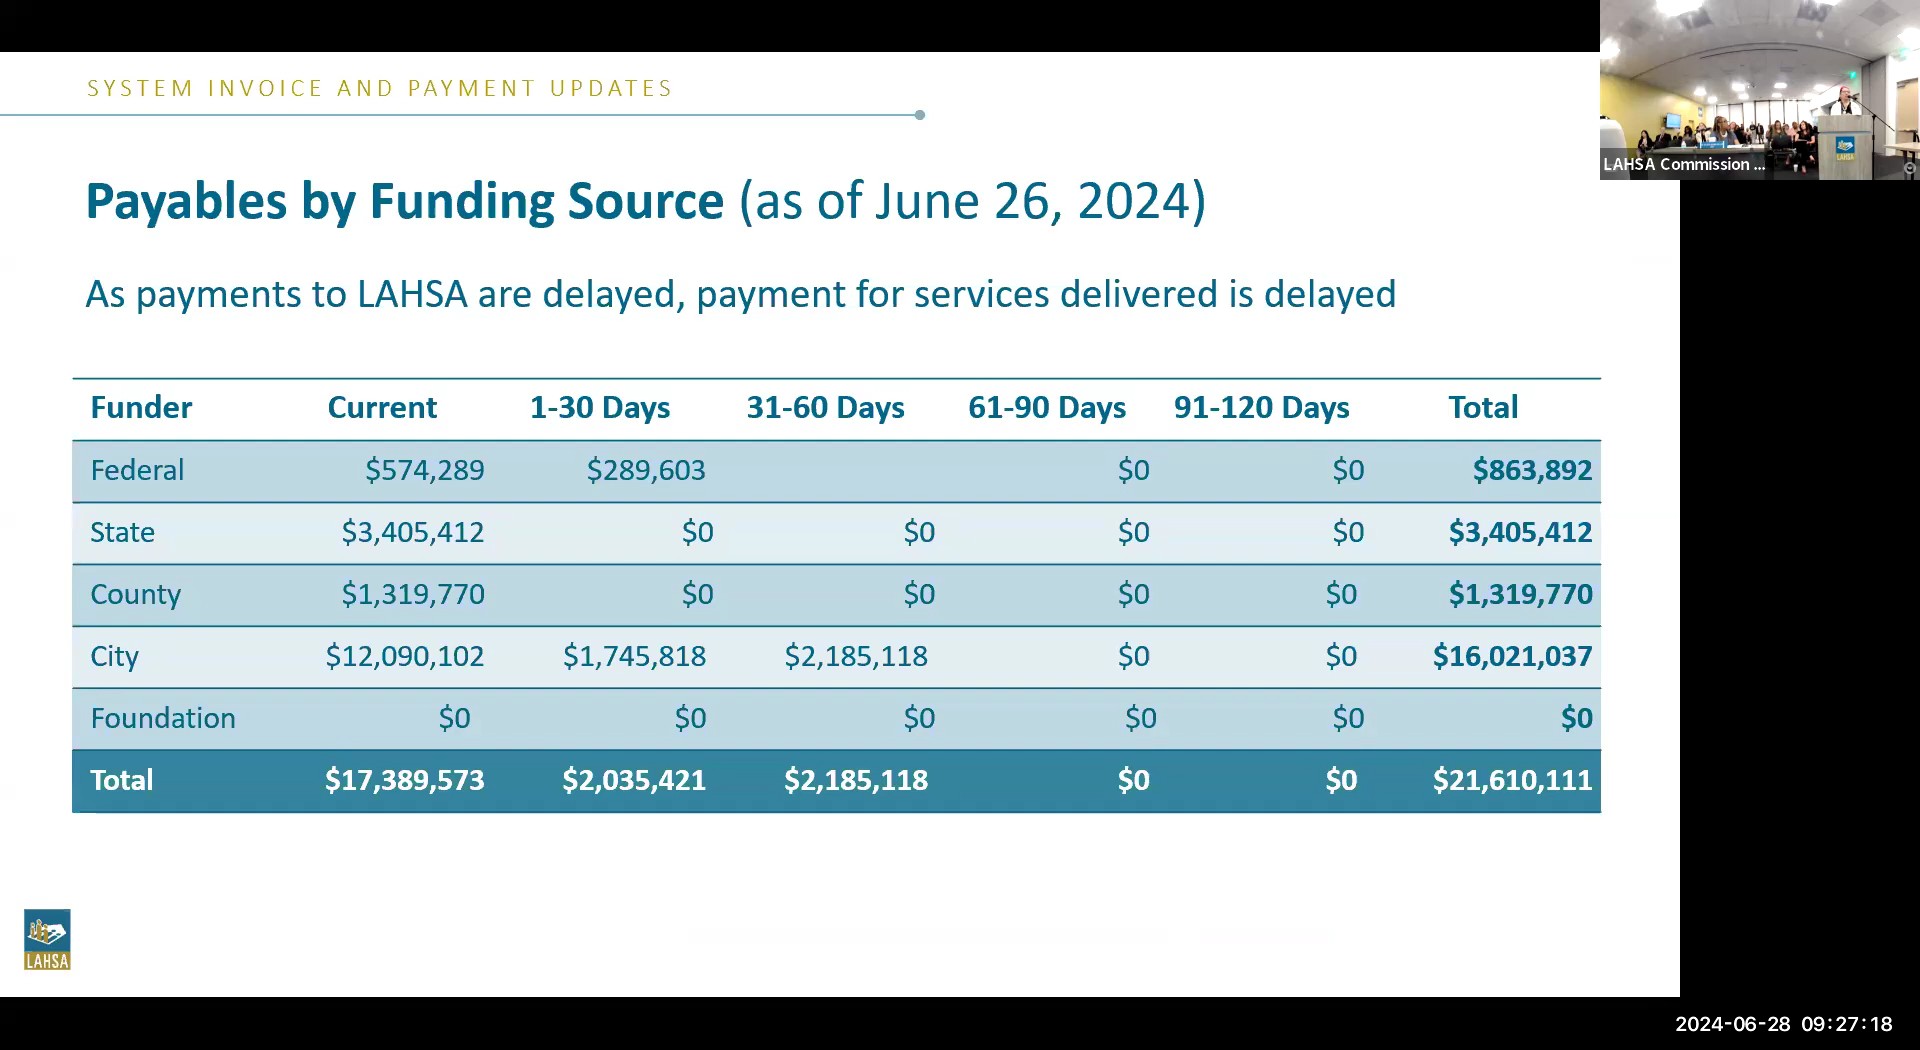 SYSTEM INVOICE AND PAYMENT UPDATES
LAHSA
LAHSA Commission ...
Payables by Funding Source (as of June 26, 2024)
As payments to LAHSA are delayed, payment for services delivered is delayed
Funder Current 1-30 Days 31-60 Days 61-90 Days 91-120 Days Total
Federal $574,289 $289,603 $0 $0 $863,892
State $3,405,412 $0 $0 $0 $0 $3,405,412
County $1,319,770 $0 $0 $0 $0 $1,319,770
City $12,090,102 $1,745,818 $2,185,118 $0 $0 $16,021,037
Foundation $0 $0 $0 $0 $0 $0
Total $17,389,573 $2,035,421 $2,185,118 $0 $0 $21,610,111
LAHSA
2024-06-28 09:27:18